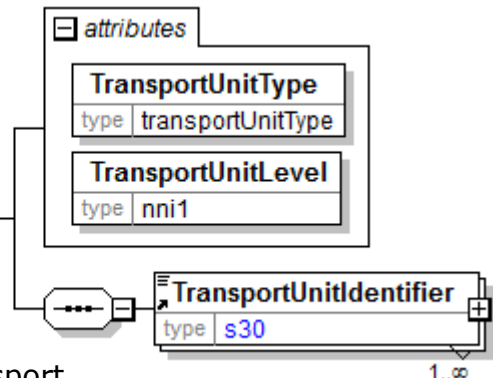 attributes
TransportUnitType
type transportUnitType
TransportUnitLevel
type nni1
TransportUnitIdentifier
type s30
1..∞